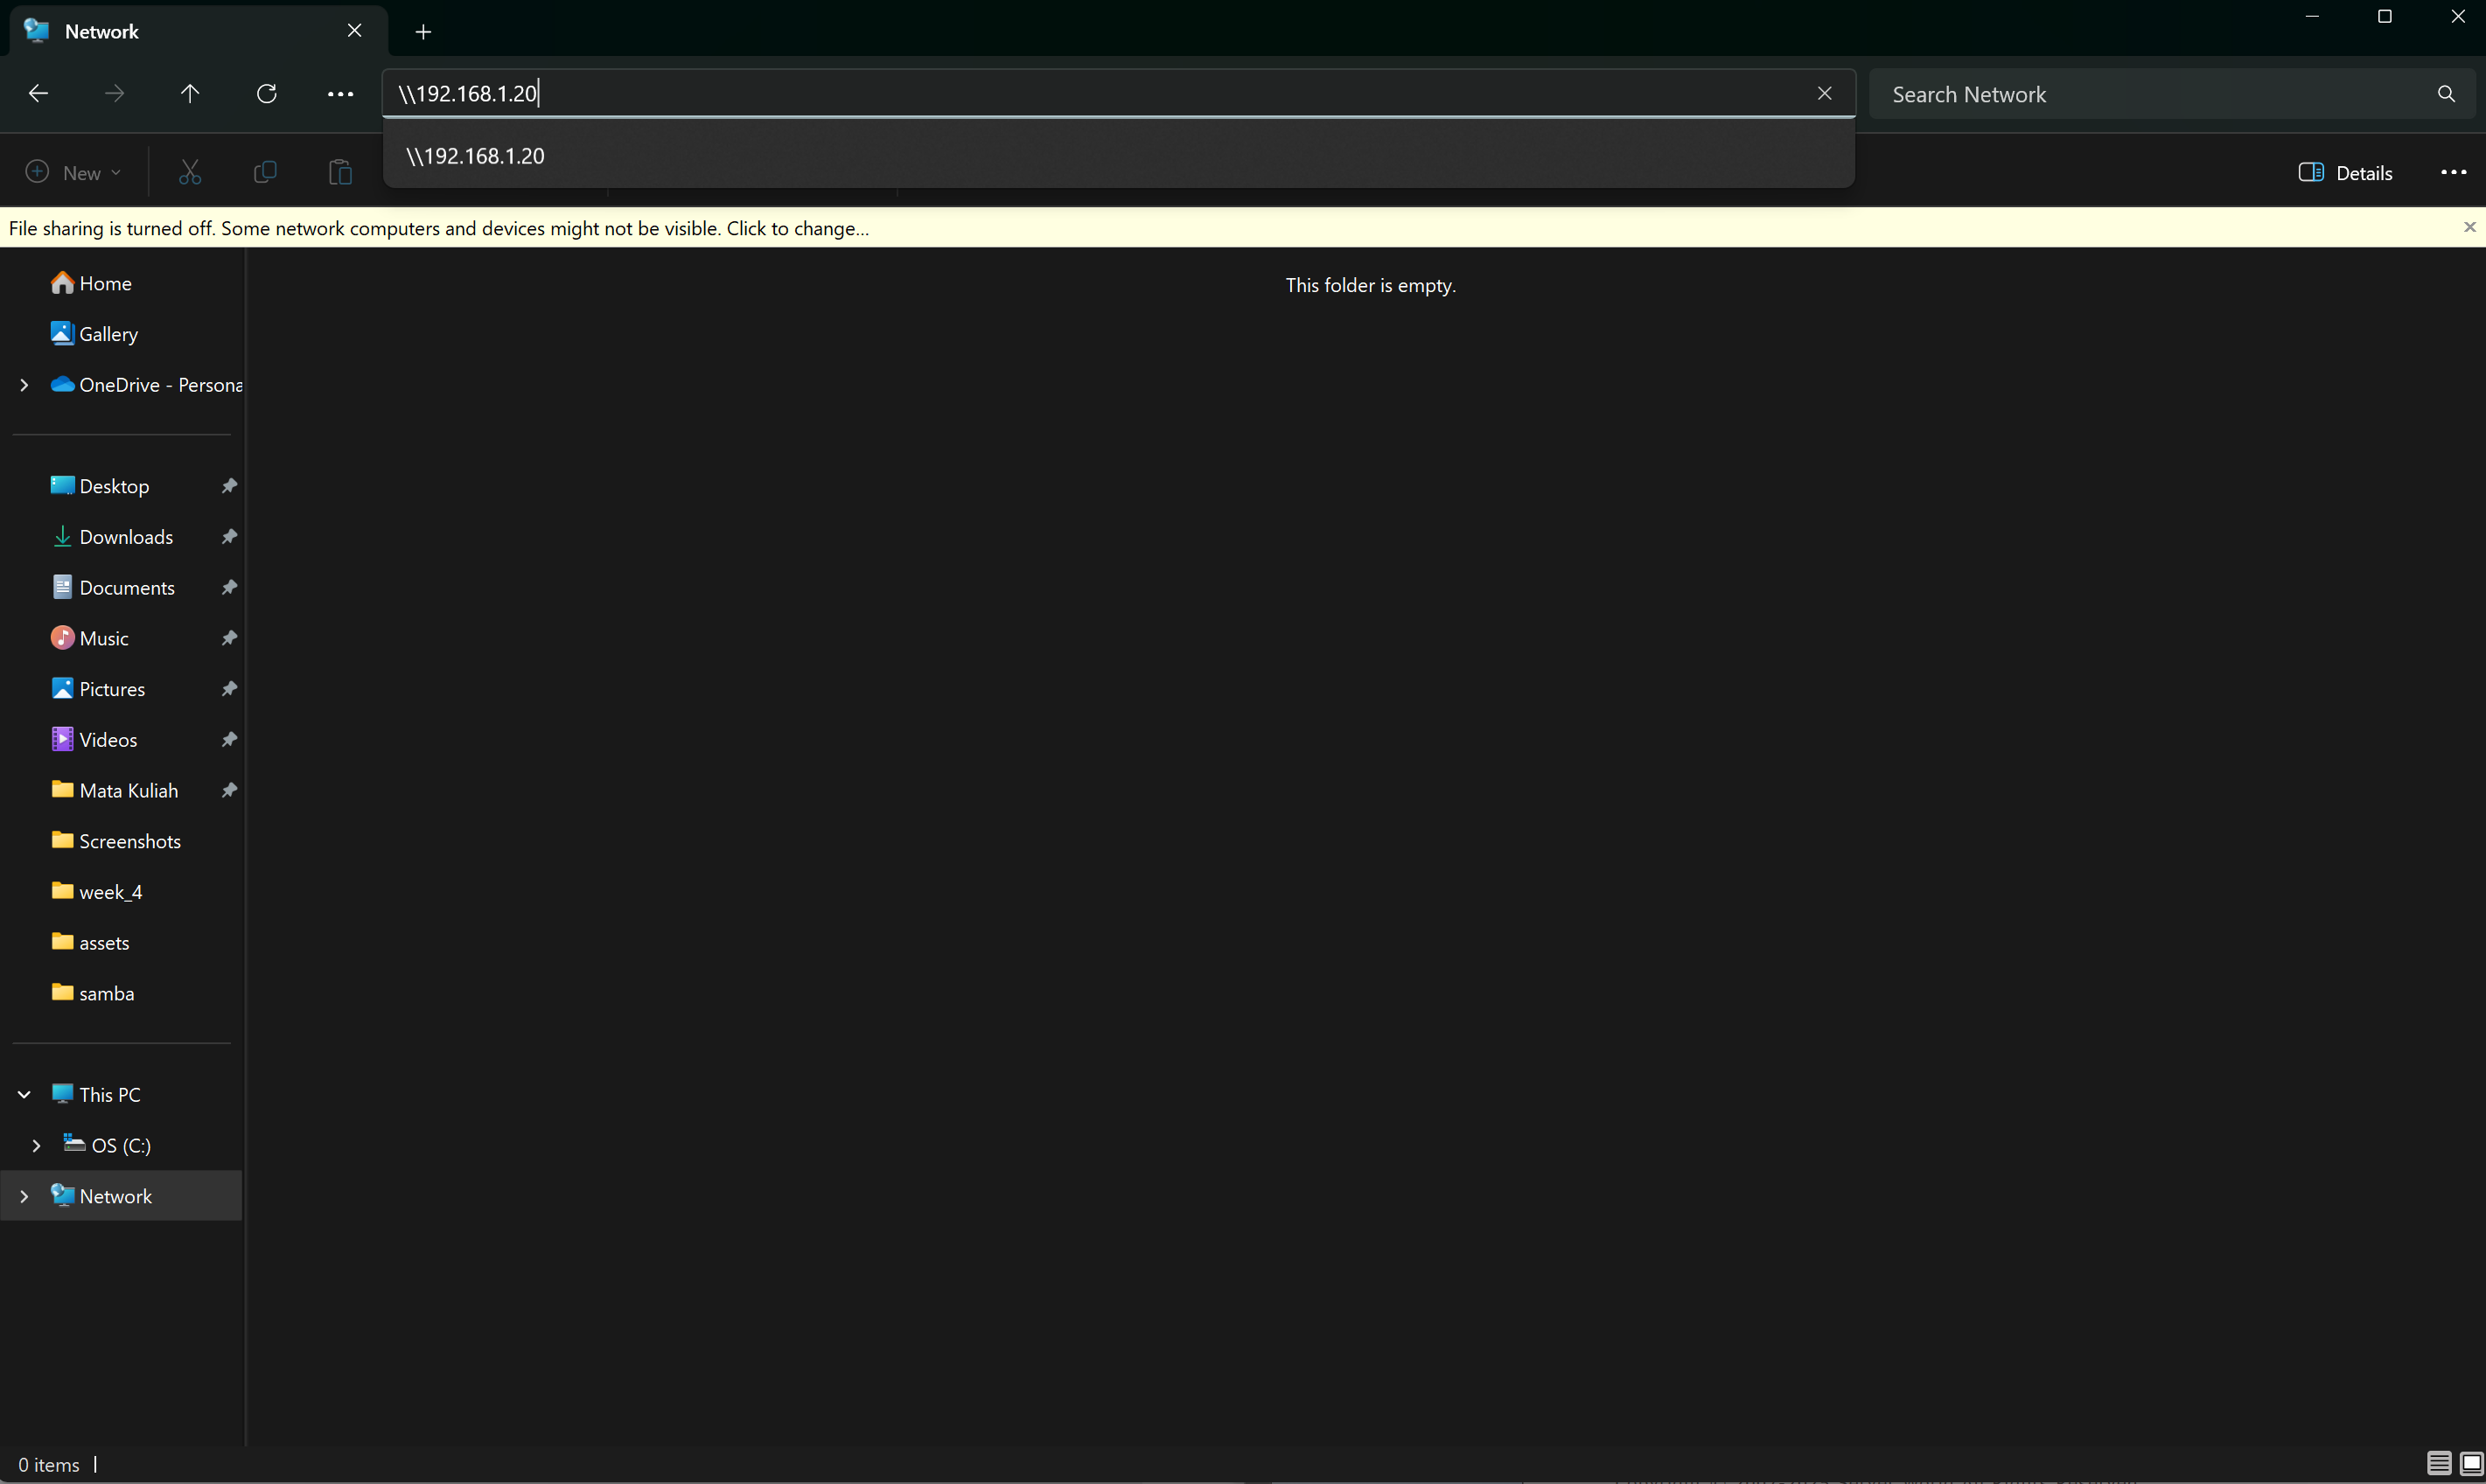 Network
\\192.168.1.20
Search Network
\\192.168.1.20
New
Details
File sharing is turned off. Some network computers and devices might not be visible. Click to change...
Home
This folder is empty.
Gallery
OneDrive - Persona
Desktop
Downloads
Documents
Music
Pictures
Videos
Mata Kuliah
Screenshots
week_4
assets
samba
This PC
OS (C:)
Network
0 items